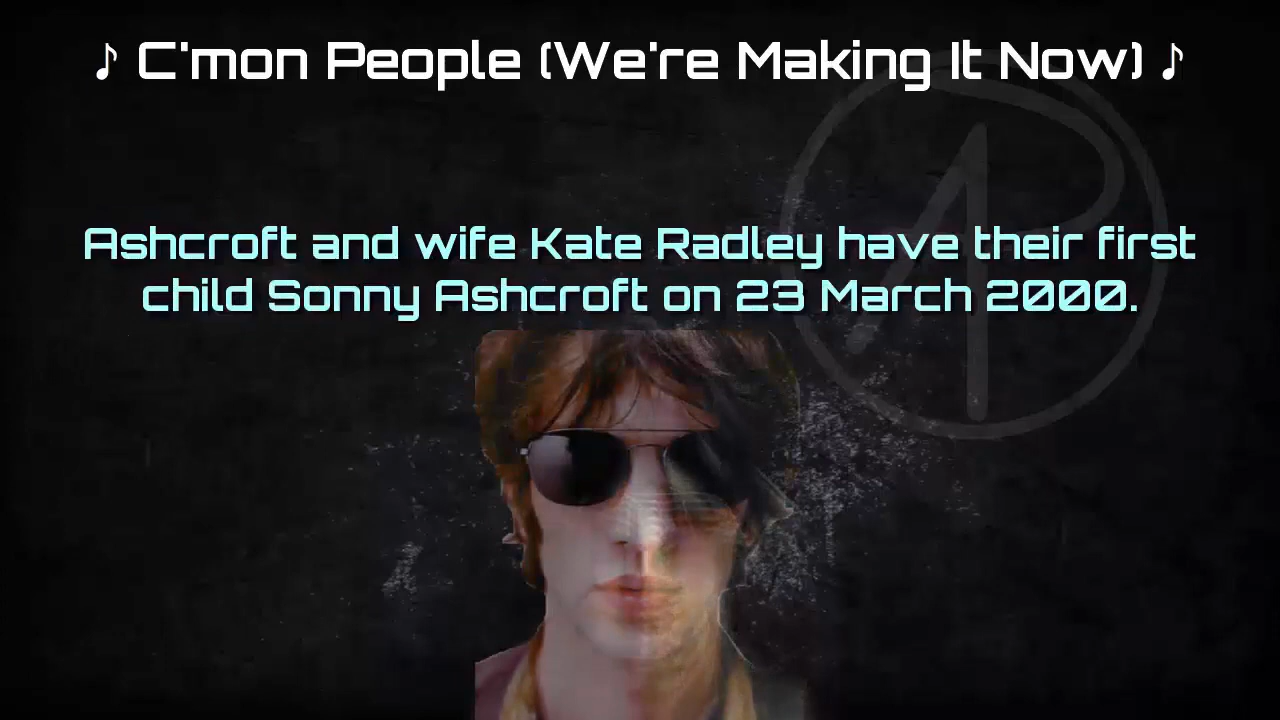 ♪ C'mon People (We're Making It Now) ♪
Ashcroft and wife Kate Radley have their first
child Sonny Ashcroft on 23 March 2000.